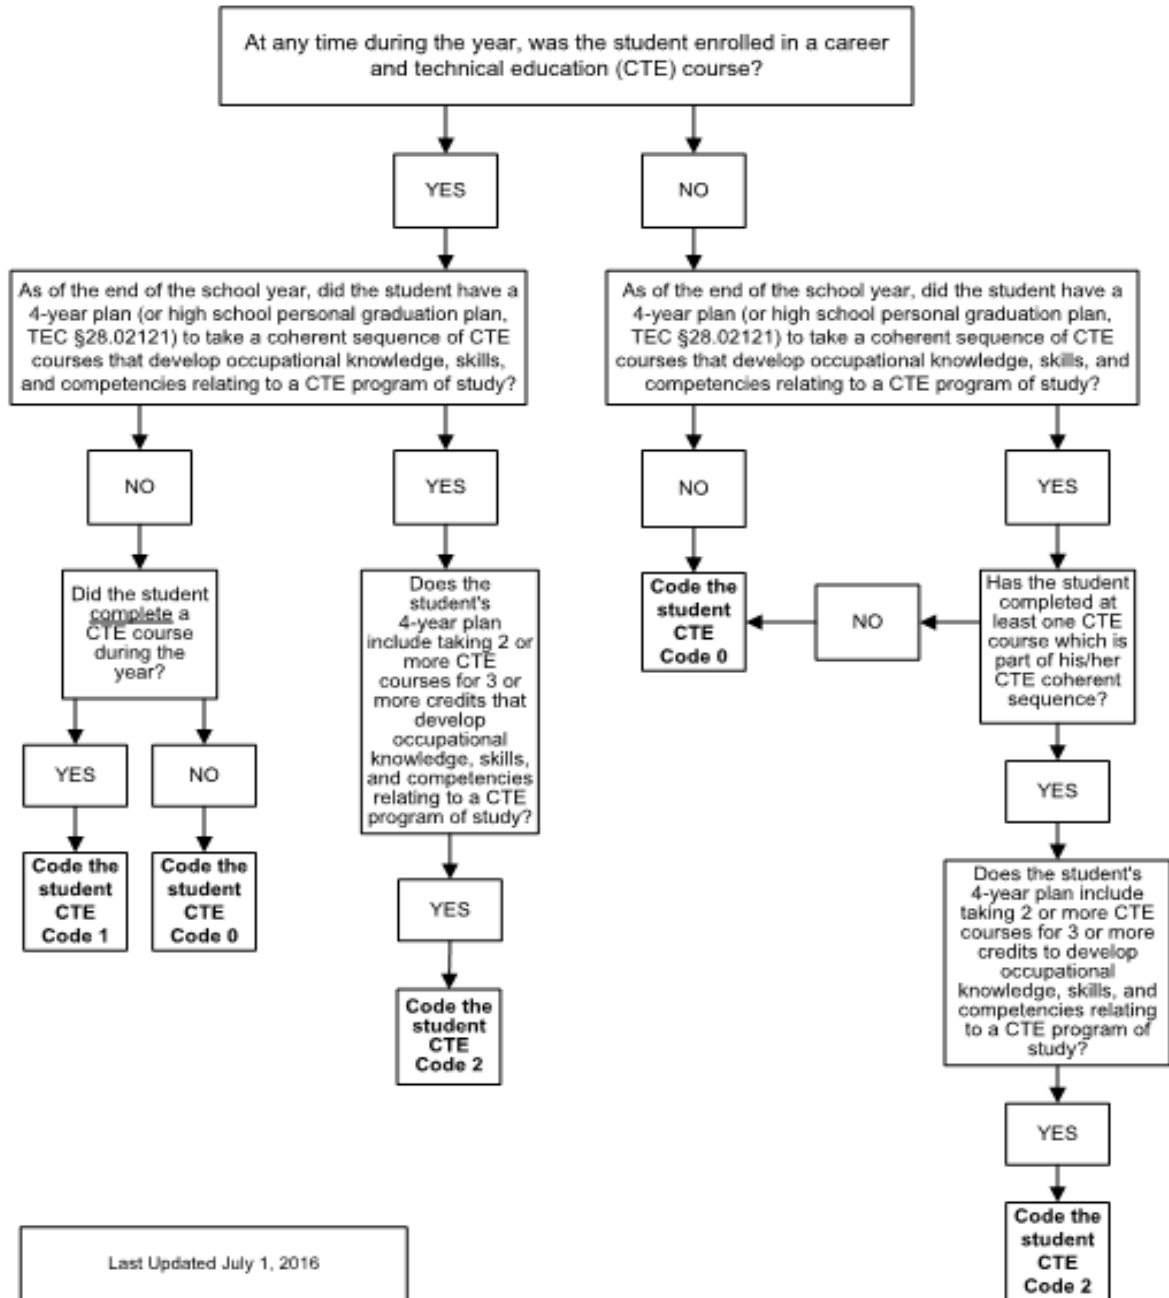 At any time during the year, was the student enrolled in a career
and technical education (CTE) course?
YES
NO
As of the end of the school year, did the student have a
4-year plan (or high school personal graduation plan,
TEC §28.02121) to take a coherent sequence of CTE
courses that develop occupational knowledge, skills,
and competencies relating to a CTE program of study?
As of the end of the school year, did the student have a
4-year plan (or high school personal graduation plan,
TEC §28.02121) to take a coherent sequence of CTE
courses that develop occupational knowledge, skills, and
competencies relating to a CTE program of study?
NO
YES
NO
YES
Did the student
complete a
CTE course
during the
year?
Does the
student's
4-year plan
include taking 2 or
more CTE
courses for 3 or
more credits that
develop
occupational
knowledge, skills,
and competencies
relating to a CTE
program of study?
Code the
student
CTE
Code 0
NO
Has the student
completed at
least one CTE
course which is
part of his/her
CTE coherent
sequence?
YES
NO
YES
Code the
student
CTE
Code 1
Code the
student
CTE
Code 0
YES
Does the student's
4-year plan include
taking 2 or more CTE
courses for 3 or more
credits to develop
occupational
knowledge, skills, and
competencies relating
to a CTE program of
study?
Code the
student
CTE
Code 2
YES
Code the
student
CTE
Code 2
Last Updated July 1, 2016